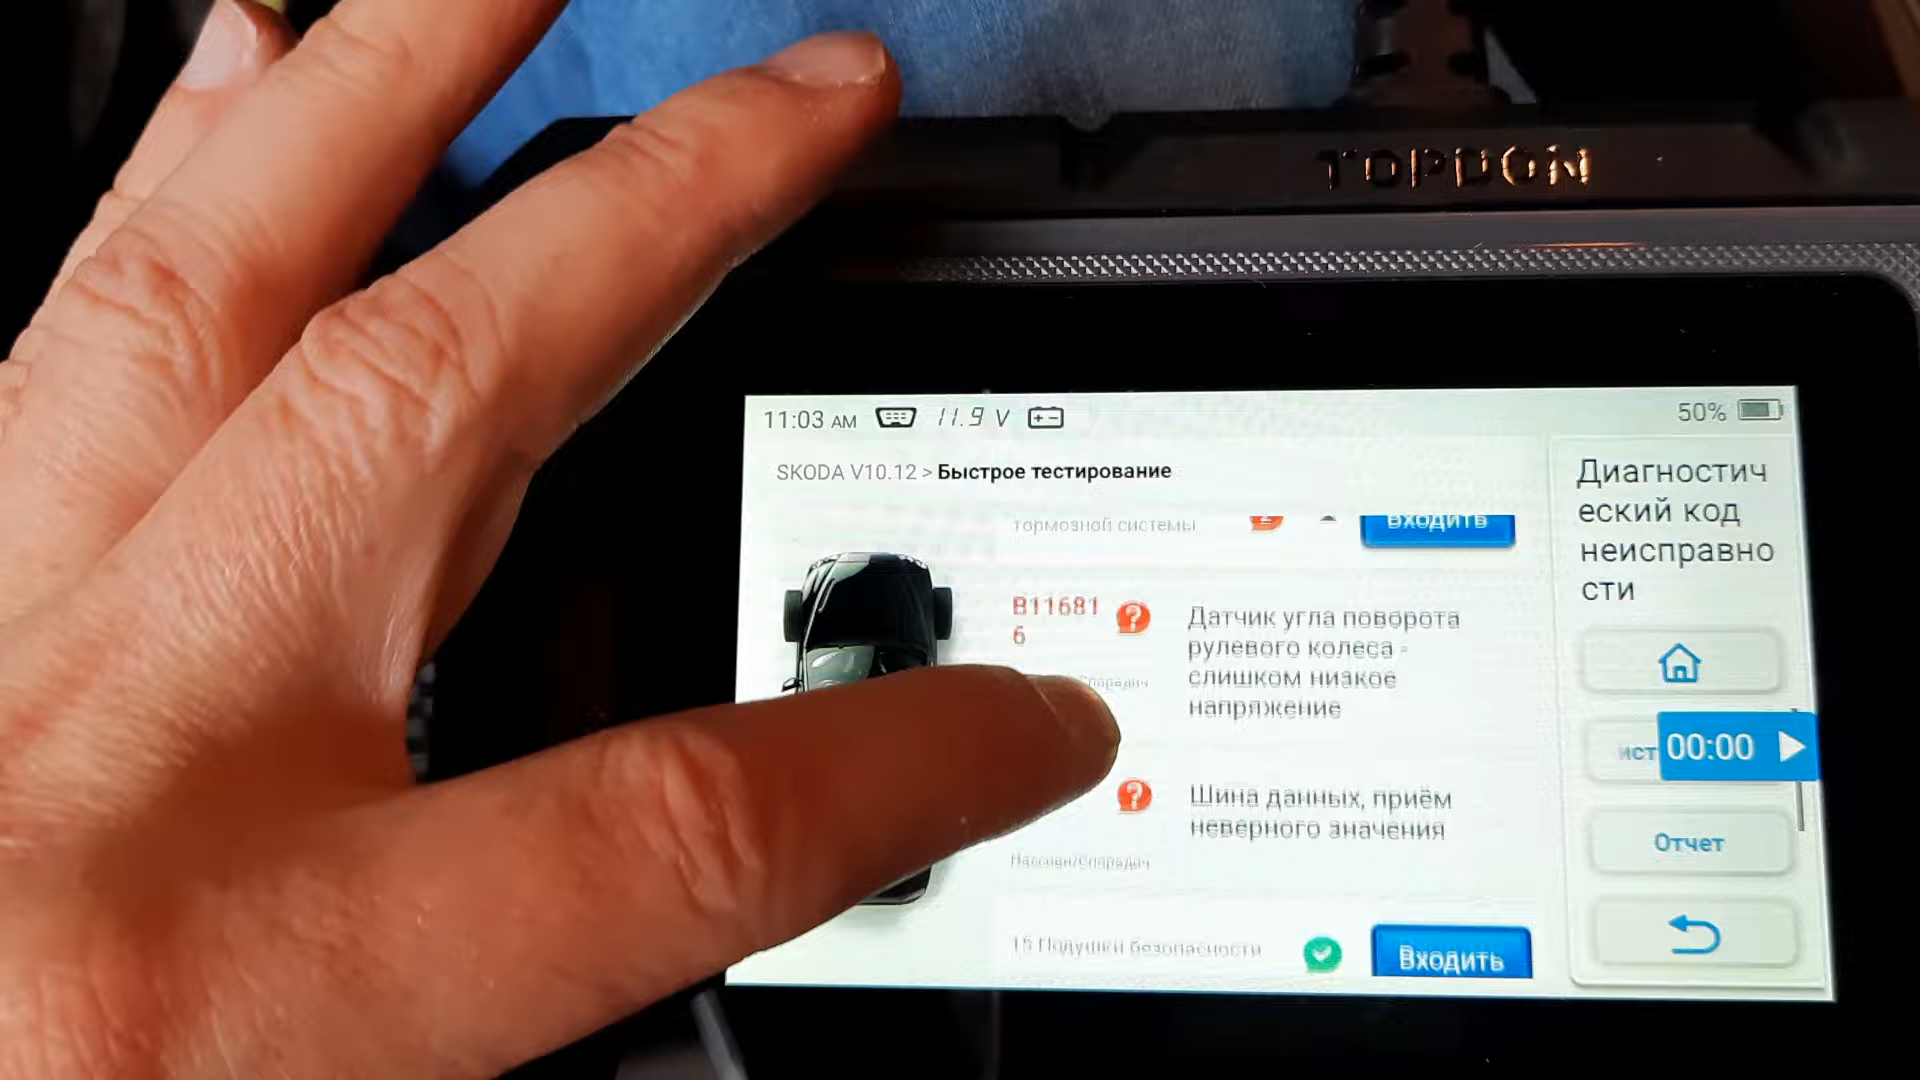 TOPDON
11:03 AM 11.9 V
50%
SKODA V10.12 > Быстрое тестирование
тормозной системы
2
Входить
B11681
6
Спорадич
Датчик угла поворота
рулевого колеса -
слишком низкое
напряжение
Шина данных, приём
неверного значения
15 Подушки безопасности
Входить
Диагностич
еский код
неисправно
сти
ист
00:00
Отчет